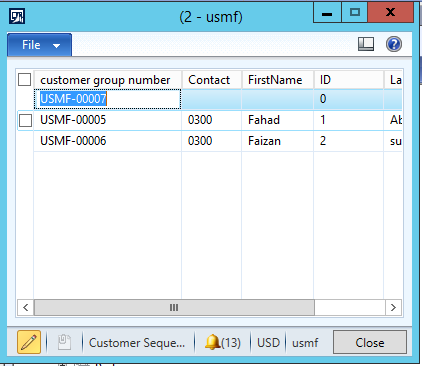 (2 - usmf)
File
customer group number Contact FirstName ID La
USMF-00007 0
USMF-00005 0300 Fahad 1 Ab
USMF-00006 0300 Faizan 2 su
Customer Seque... (13) USD usmf Close